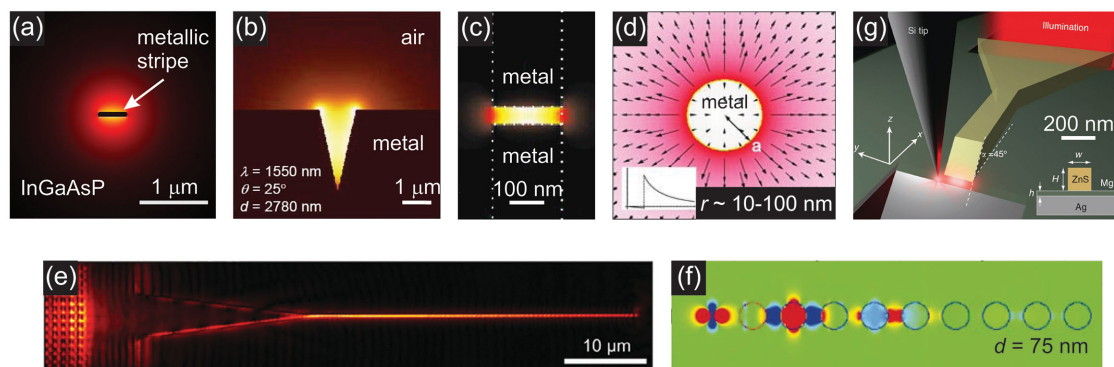 (a)
metallic
stripe
InGaAsP
1 μm
(b)
air
metal
λ = 1550 nm
θ = 25°
d = 2780 nm
1 μm
(c)
metal
metal
100 nm
(d)
metal
a
r ~ 10-100 nm
(g)
Si tip
Illumination
200 nm
z
x
y
α=45°
w
H
ZnS
h
Mg
Ag
(e)
10 μm
(f)
d = 75 nm